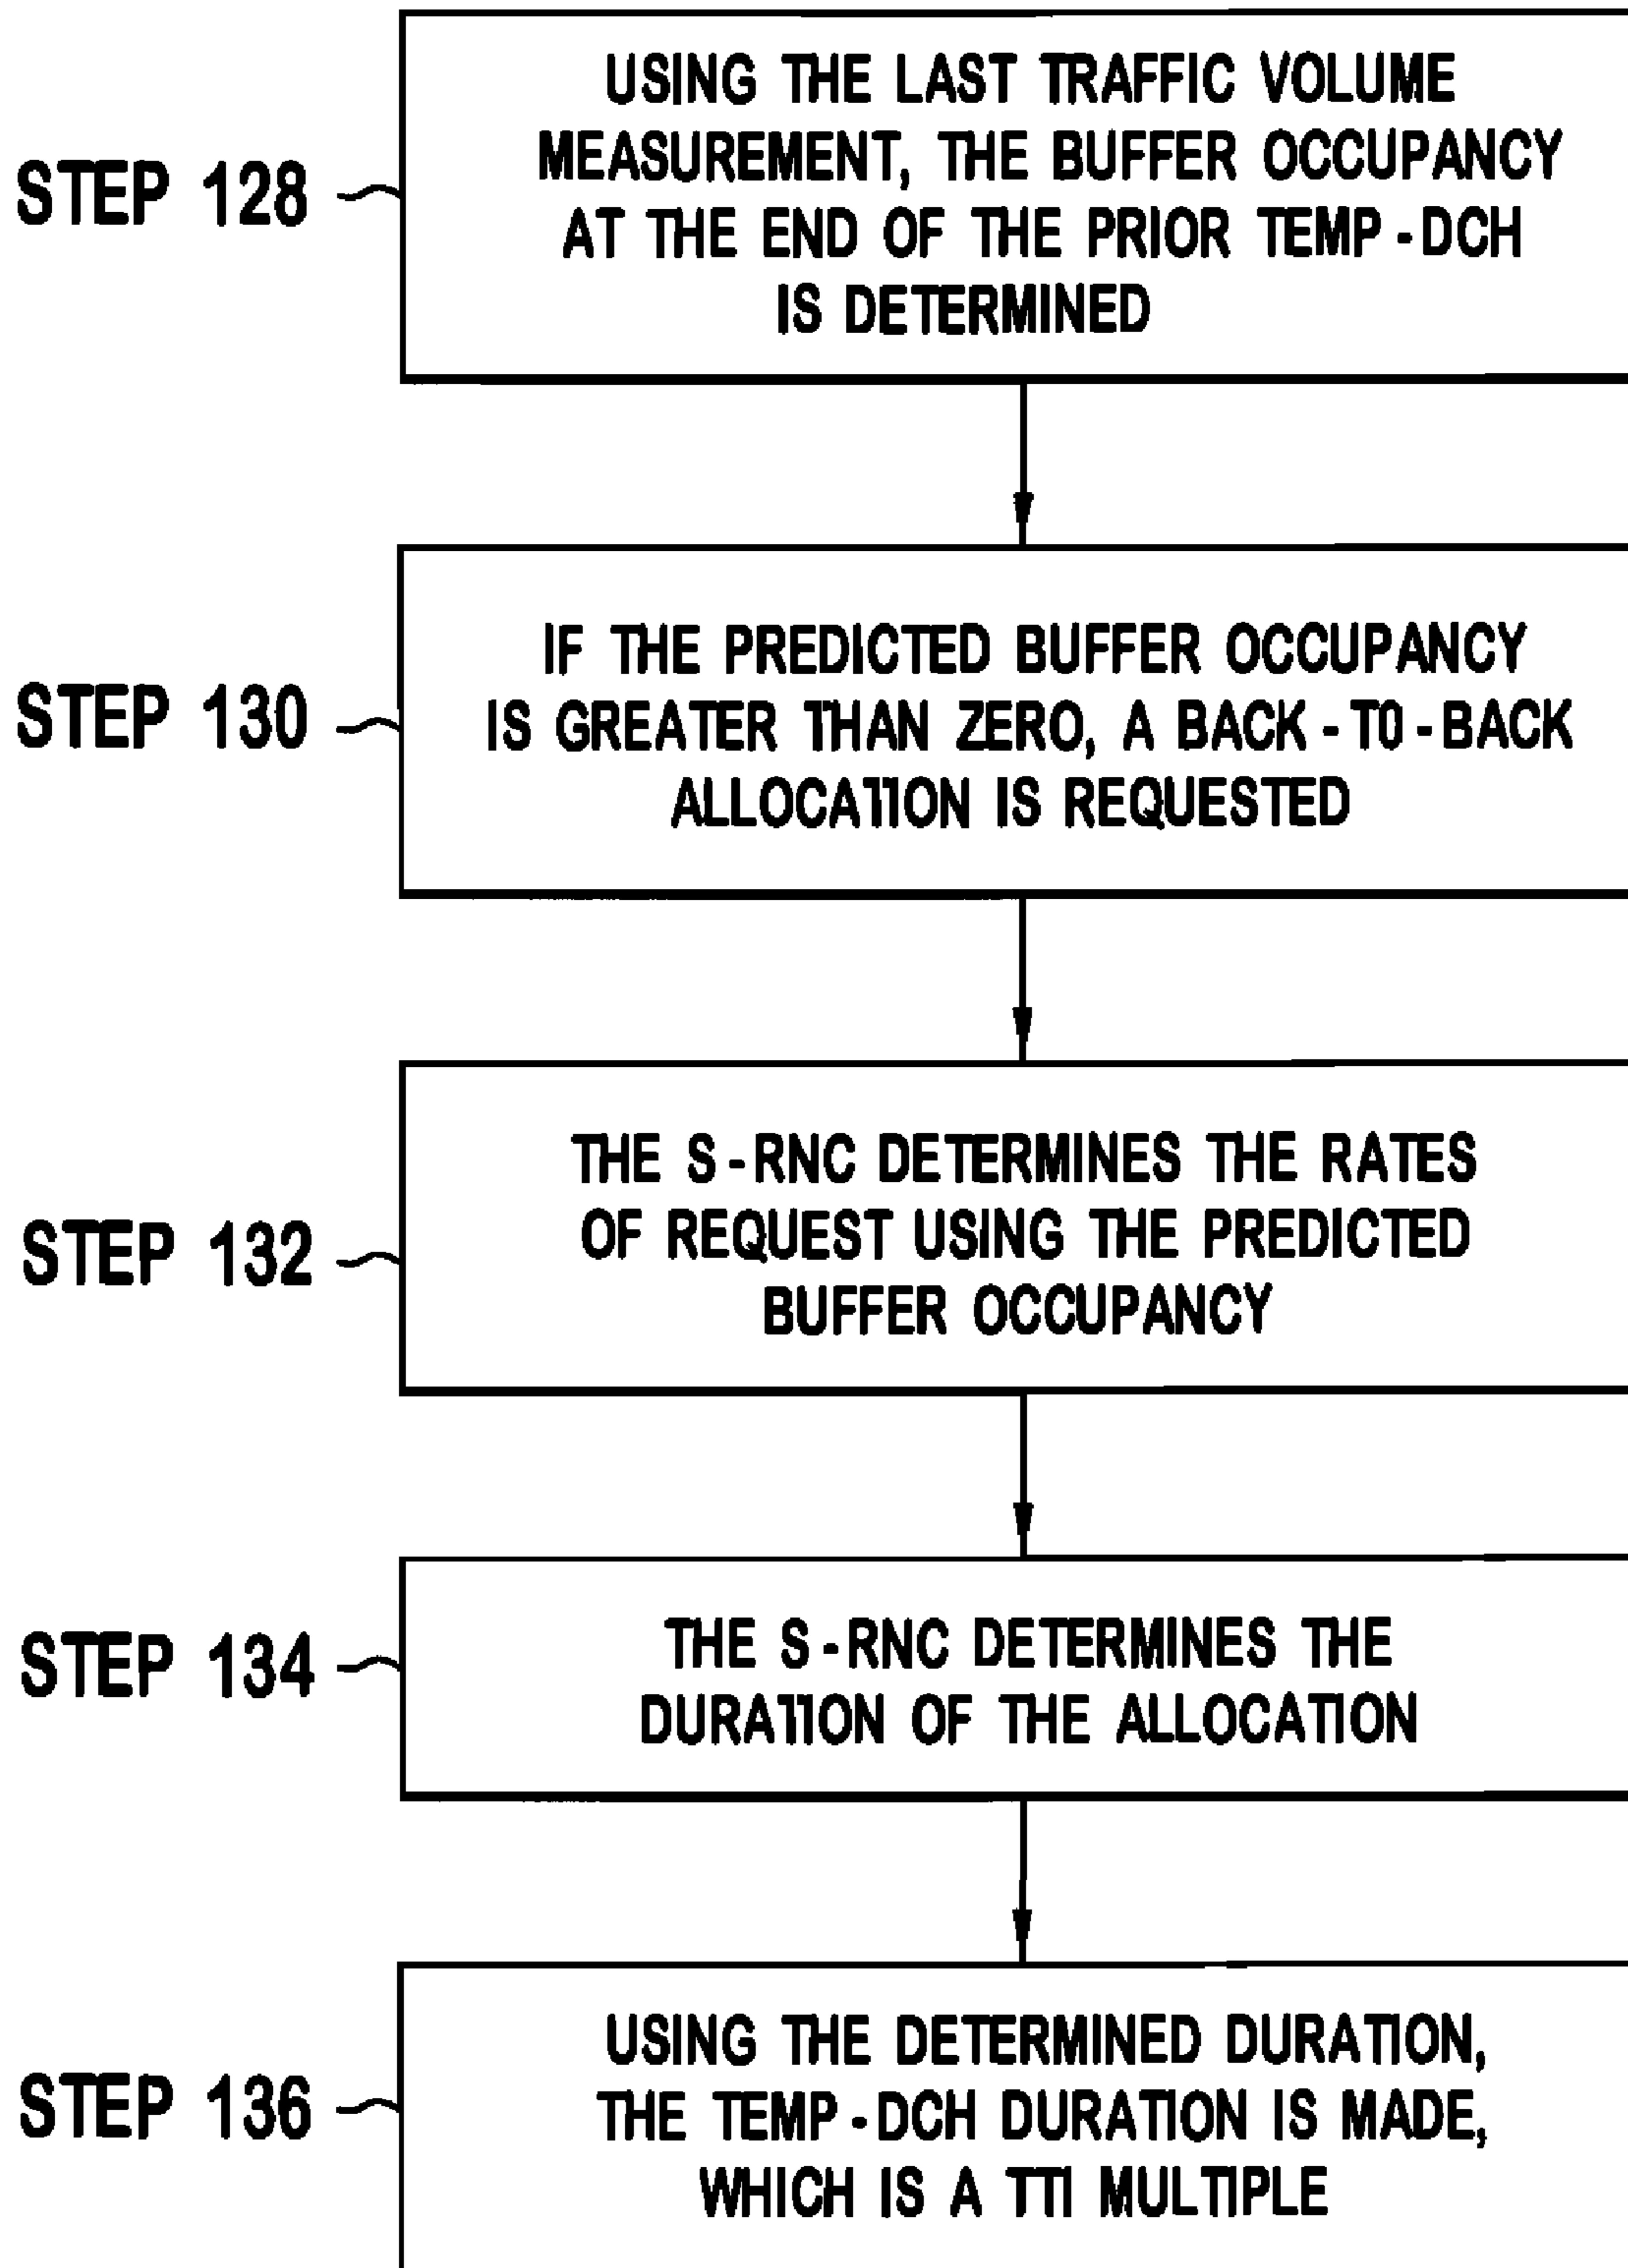 USING THE LAST TRAFFIC VOLUME
MEASUREMENT, THE BUFFER OCCUPANCY
STEP 128
AT THE END OF THE PRIOR TEMP-DCH
IS DETERMINED
IF THE PREDICTED BUFFER OCCUPANCY
STEP 130
IS GREATER THAN ZERO, A BACK-TO-BACK
ALLOCATION IS REQUESTED
THE S-RNC DETERMINES THE RATES
OF REQUEST USING THE PREDICTED
STEP 132
BUFFER OCCUPANCY
THE S-RNC DETERMINES THE
STEP 134
DURATION OF THE ALLOCATION
USING THE DETERMINED DURATION,
STEP 136
THE TEMP-DCH DURATION IS MADE,
WHICH IS A TTI MULTIPLE